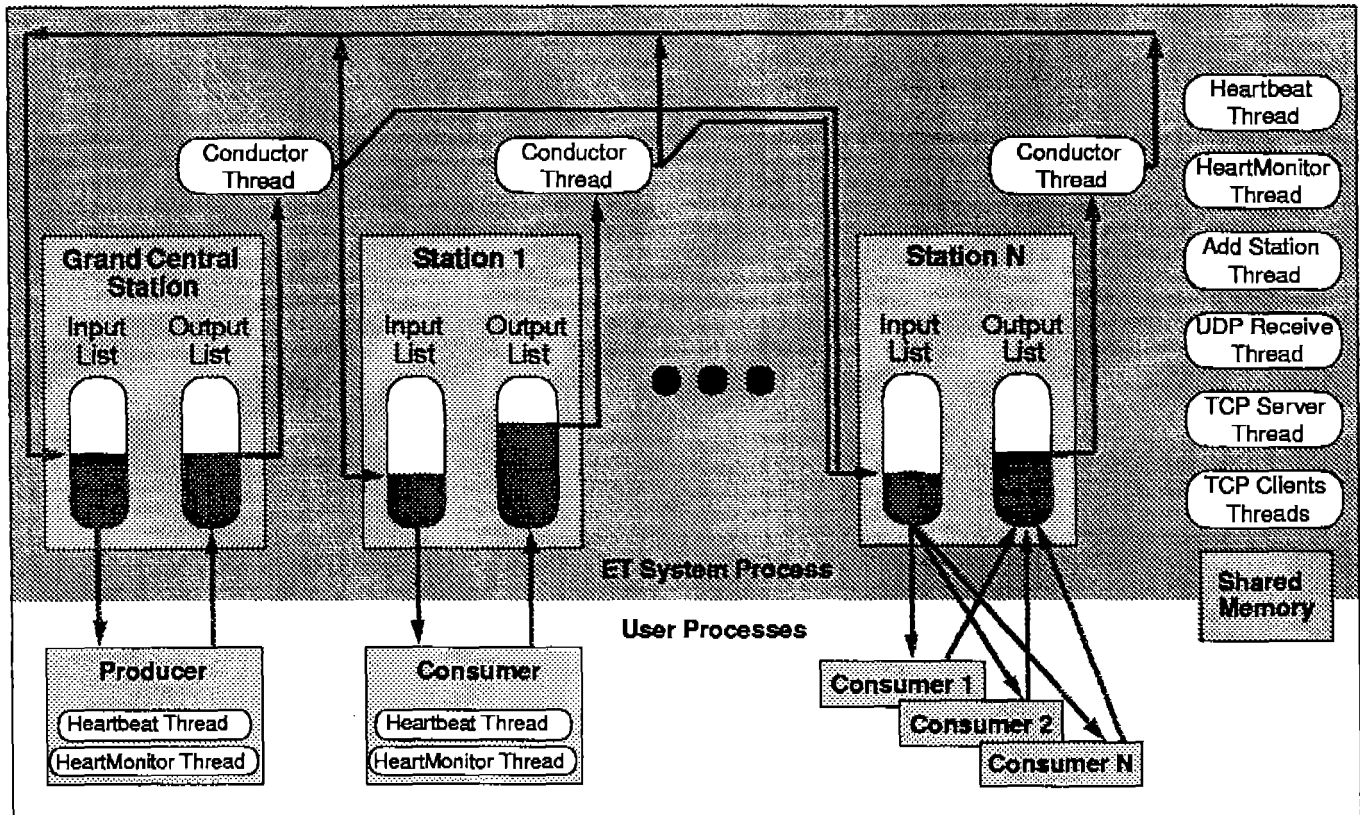 Heartbeat
Thread
Conductor
Thread
Conductor
Thread
Conductor
Thread
HeartMonitor
Thread
Grand Central
Station
Station 1
Station N
Add Station
Thread
Input
List
Output
List
Input
List
Output
List
Input
List
Output
List
UDP Receive
Thread
TCP Server
Thread
TCP Clients
Threads
ET System Process
Shared
Memory
User Processes
Producer
Heartbeat Thread
HeartMonitor Thread
Consumer
Heartbeat Thread
HeartMonitor Thread
Consumer 1
Consumer 2
Consumer N